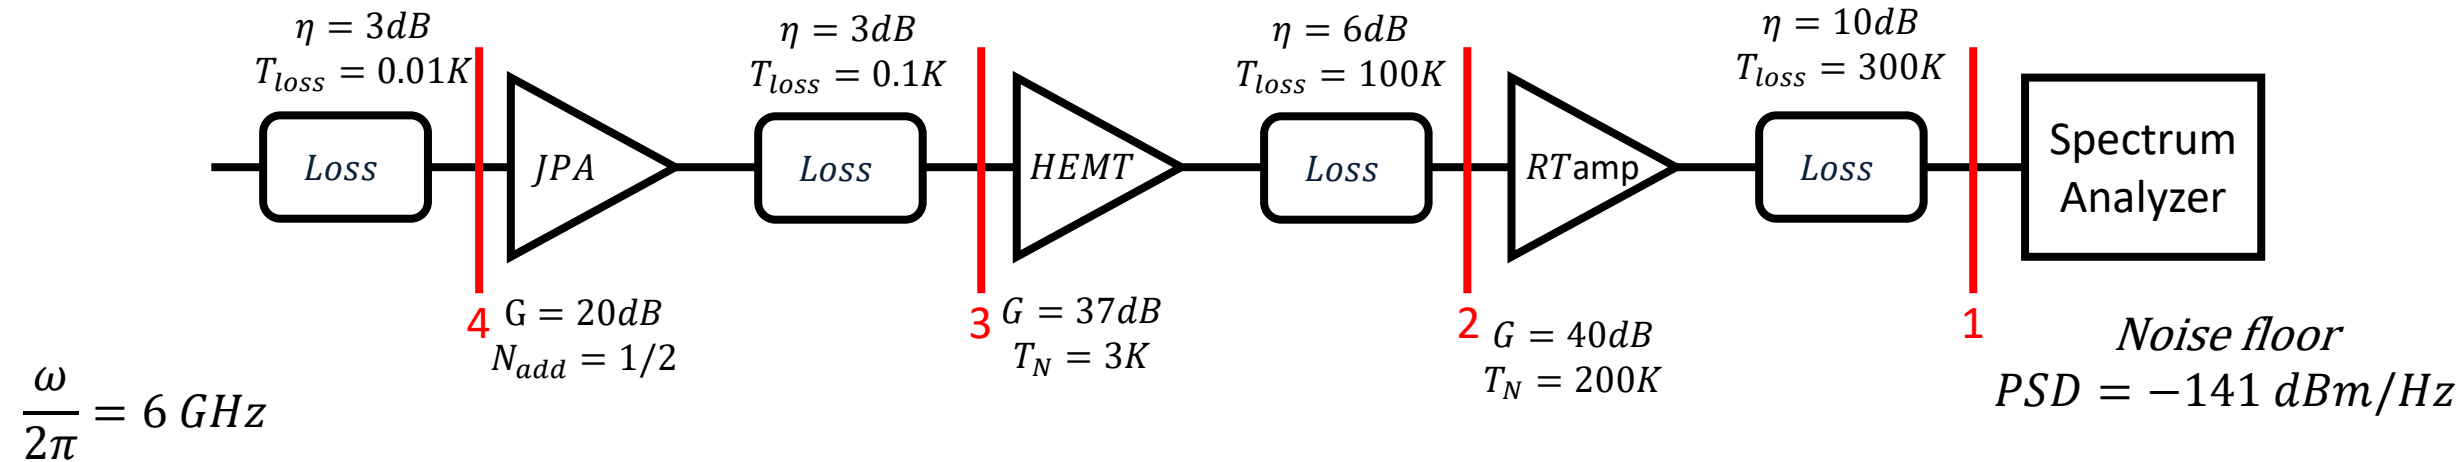 η = 3dB
T_loss = 0.01K
η = 3dB
T_loss = 0.1K
η = 6dB
T_loss = 100K
η = 10dB
T_loss = 300K
Loss
JPA
Loss
HEMT
Loss
RTamp
Loss
Spectrum
Analyzer
4
G = 20dB
N_add = 1/2
3
G = 37dB
T_N = 3K
2
G = 40dB
T_N = 200K
1
Noise floor
PSD = −141 dBm/Hz
ω/2π = 6 GHz